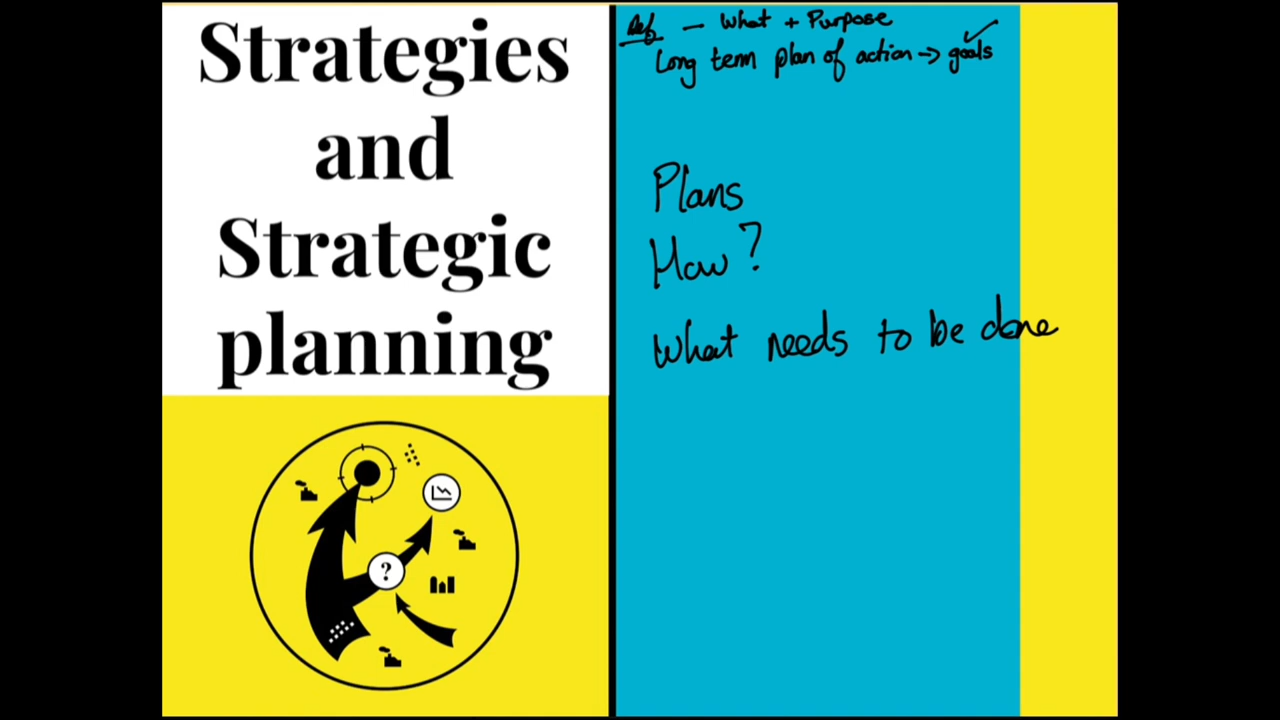 Strategies
and
Strategic
planning
?
Def — What + Purpose
Long term plan of action → goals
Plans
How?
What needs to be done